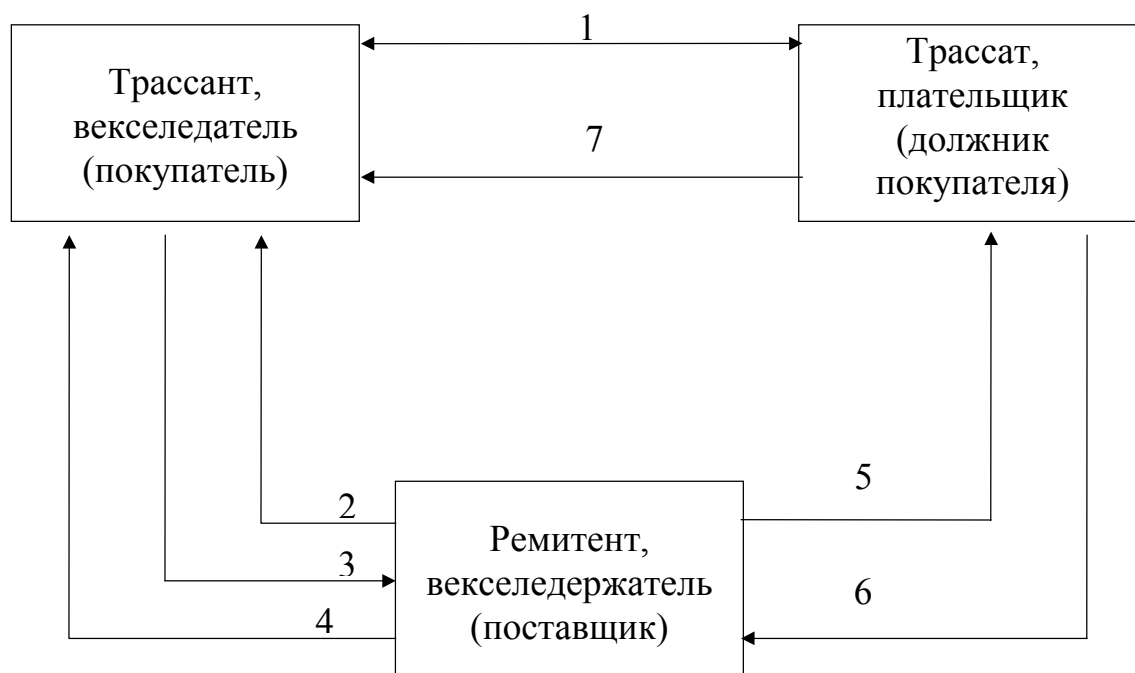 1
Трассант,
векселедатель
(покупатель)
Трассат,
плательщик
(должник
покупателя)
7
2
3
4
Ремитент,
векселедержатель
(поставщик)
5
6